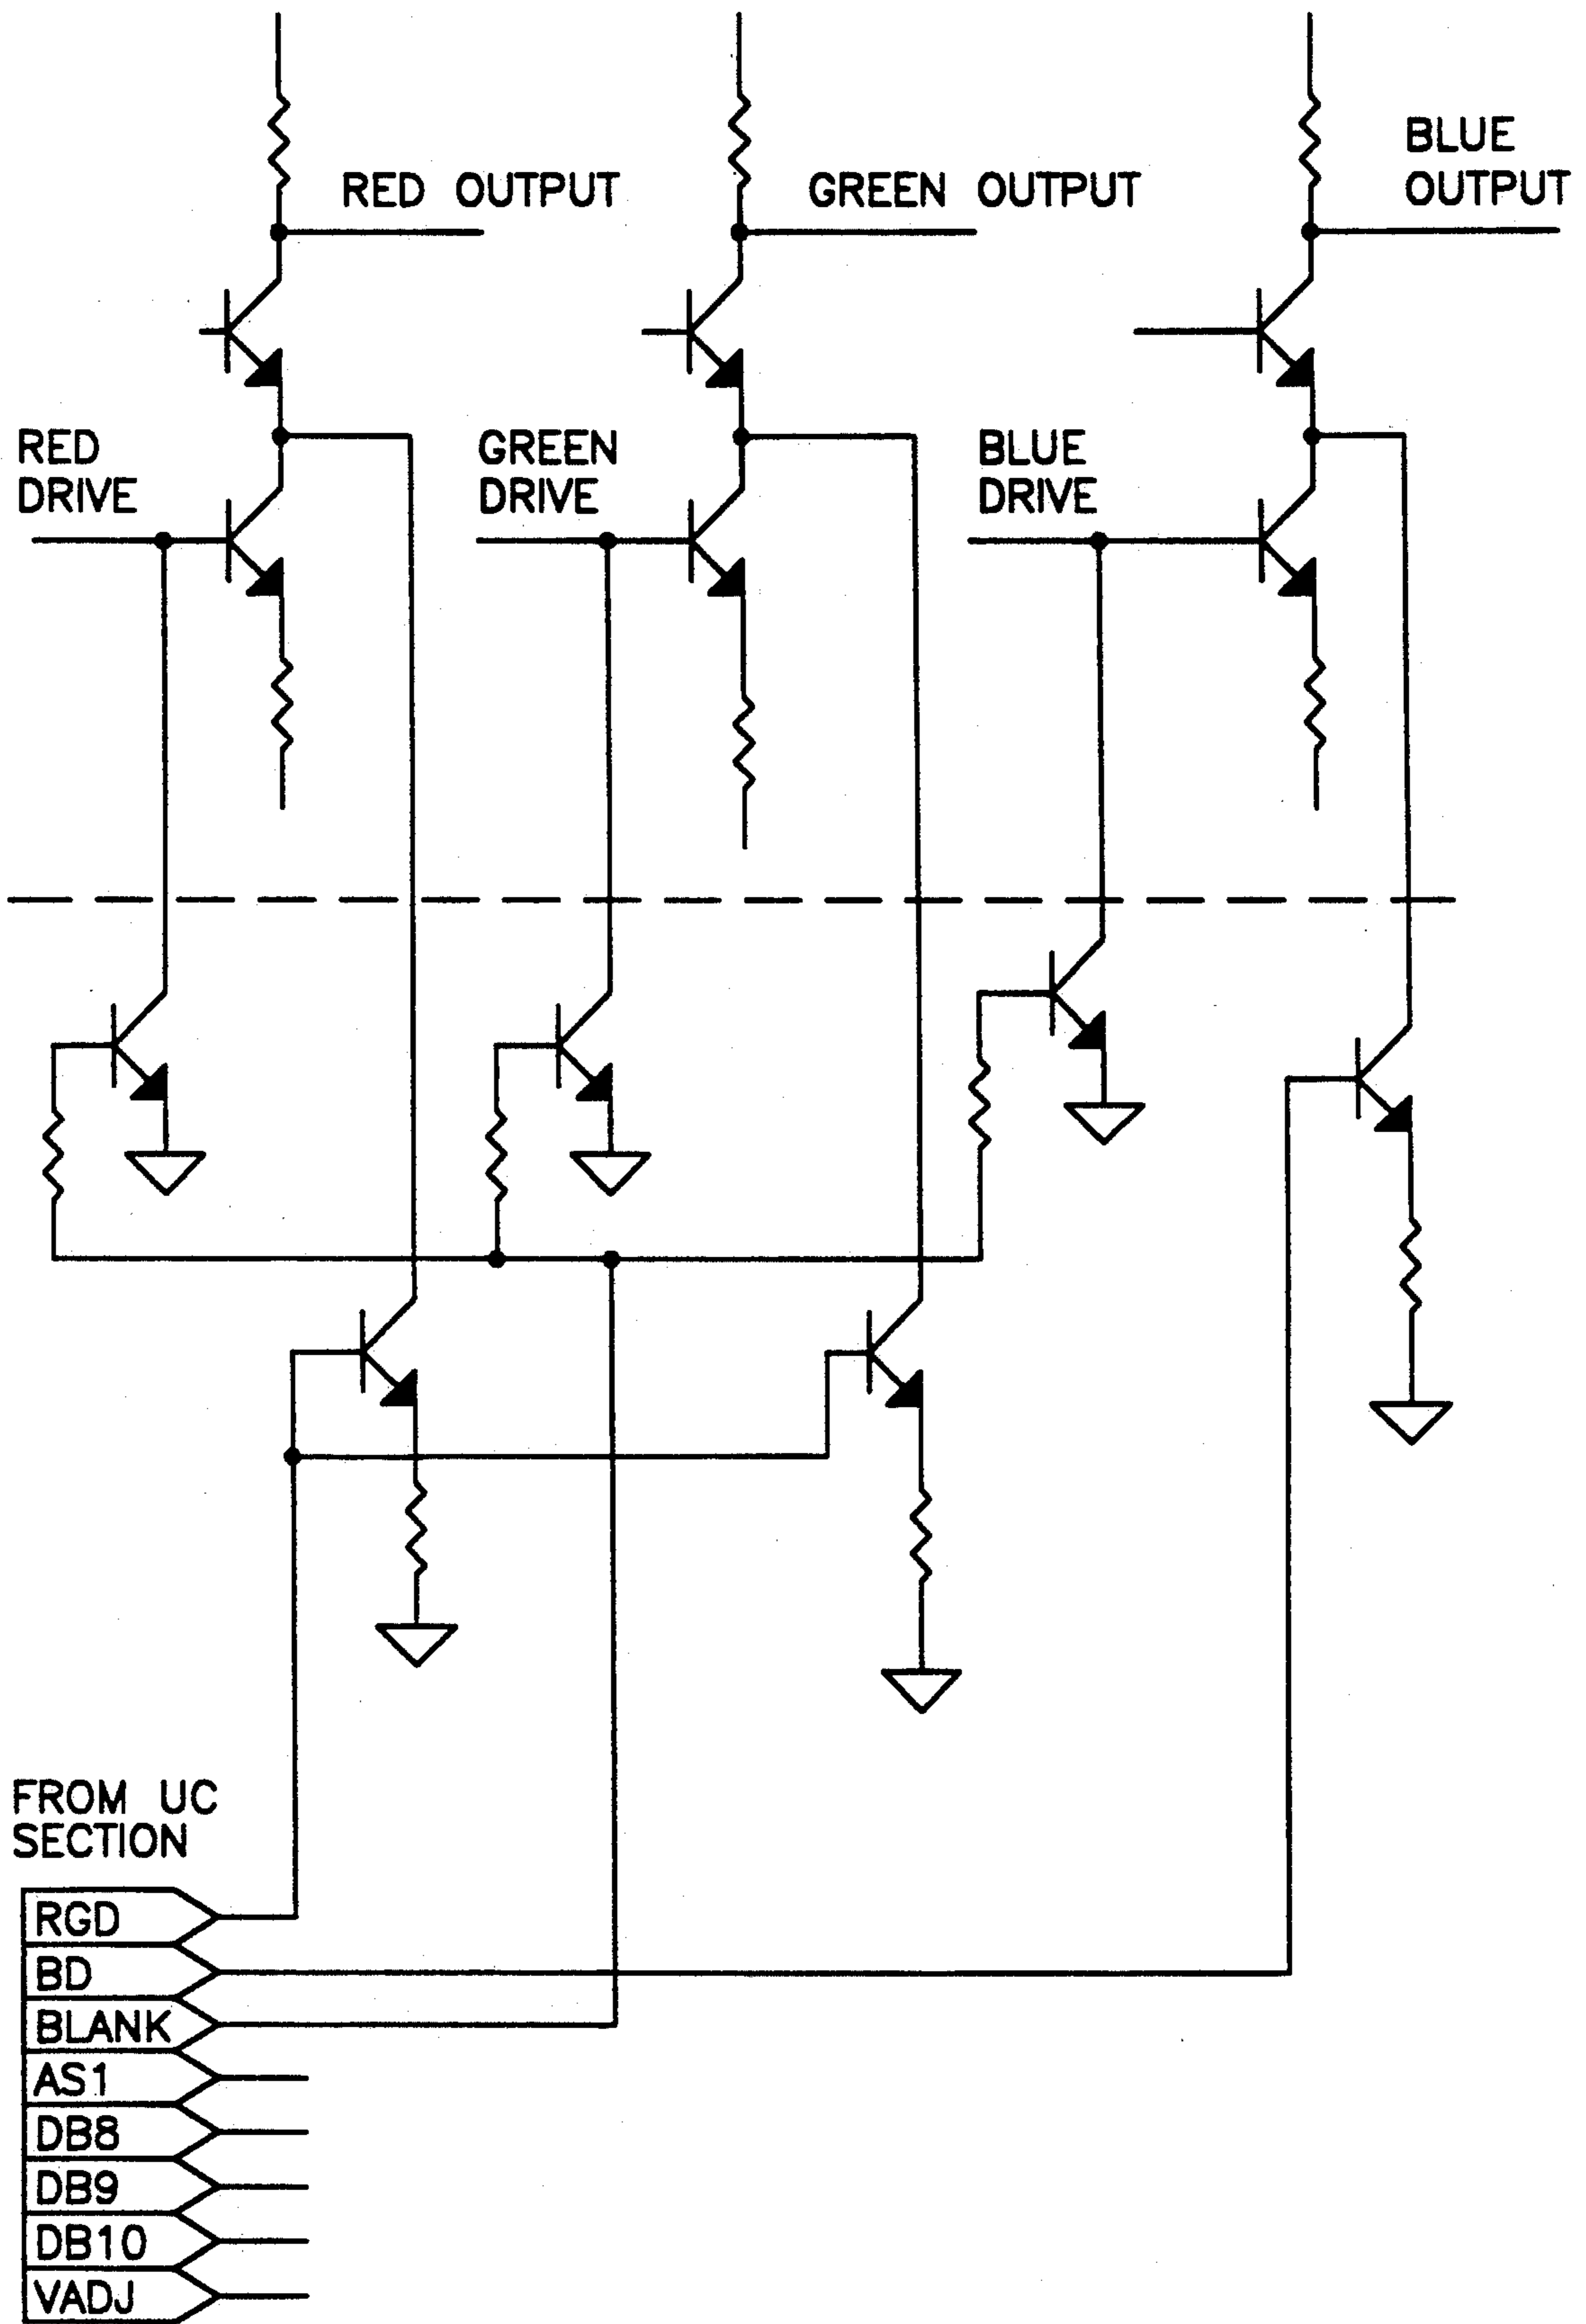 BLUE
OUTPUT
RED OUTPUT
GREEN OUTPUT
RED
DRIVE
GREEN
DRIVE
BLUE
DRIVE
FROM UC
SECTION
RGD
BD
BLANK
AS1
DB8
DB9
DB10
VADJ